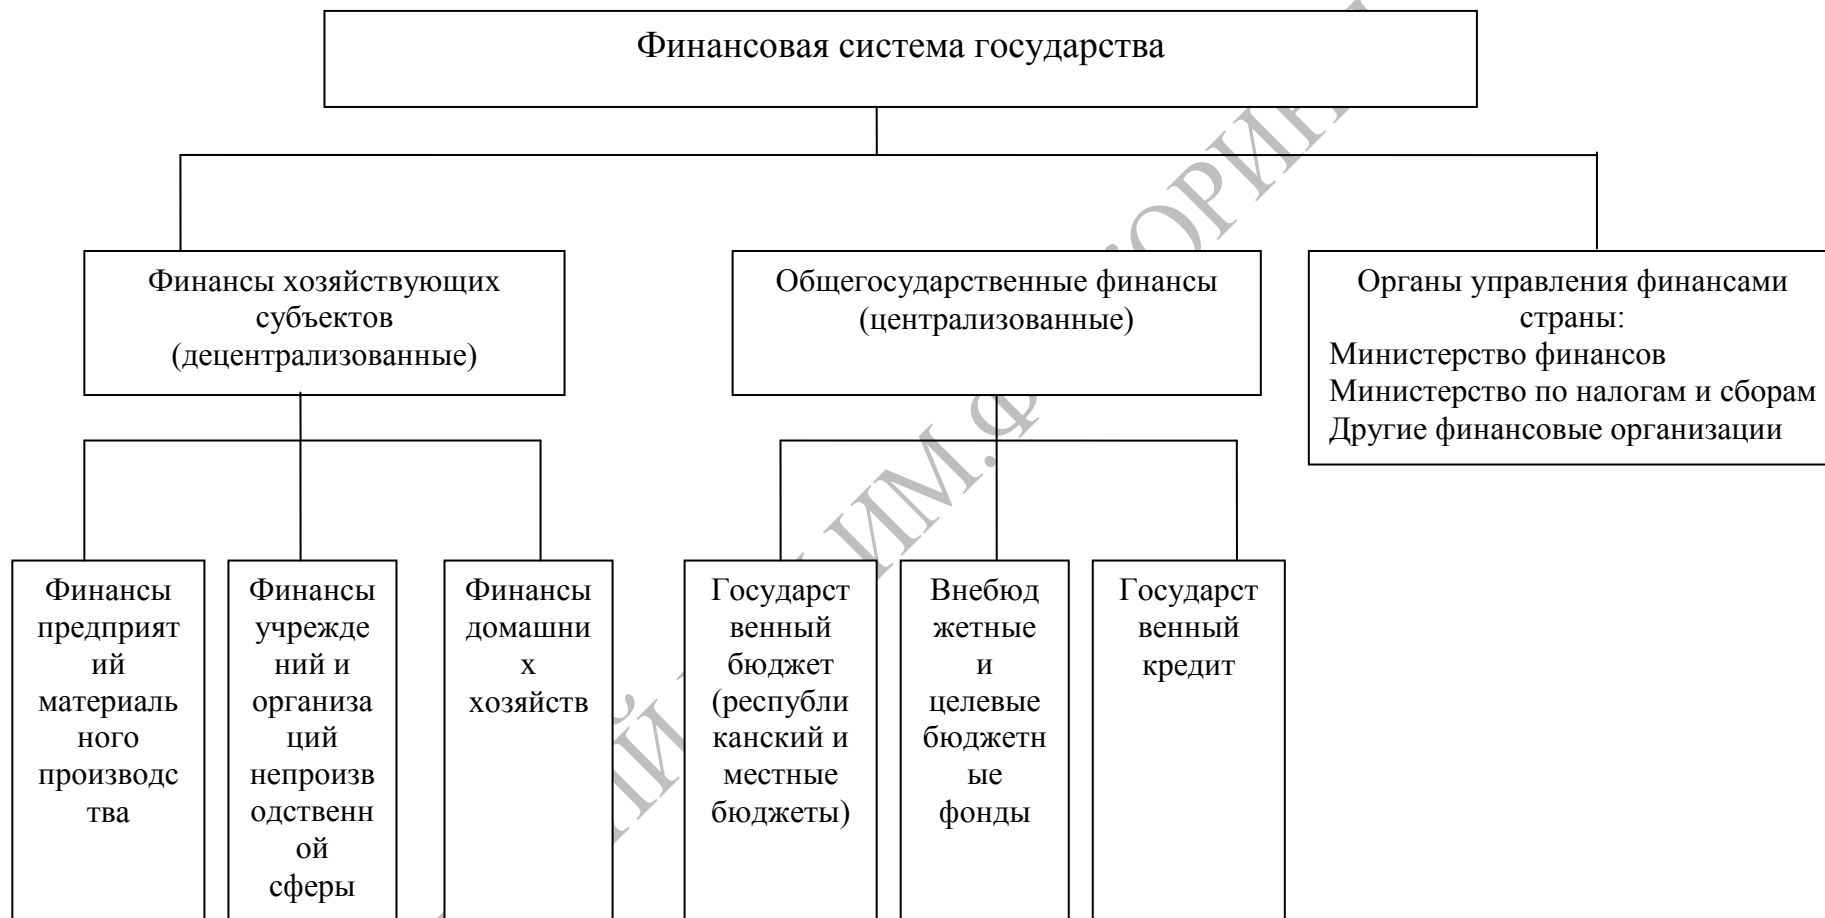 Финансовая система государства
Финансы хозяйствующих
субъектов
(децентрализованные)
Общегосударственные финансы
(централизованные)
Органы управления финансами
страны:
Министерство финансов
Министерство по налогам и сборам
Другие финансовые организации
Финансы
предприят
ий
материаль
ного
производс
тва
Финансы
учрежде
ний и
организа
ций
непроизв
одственн
ой
сферы
Финансы
домашни
х
хозяйств
Государст
венный
бюджет
(республи
канский и
местные
бюджеты)
Внебюд
жетные
и
целевые
бюджетн
ые
фонды
Государст
венный
кредит
ИМ.Ф